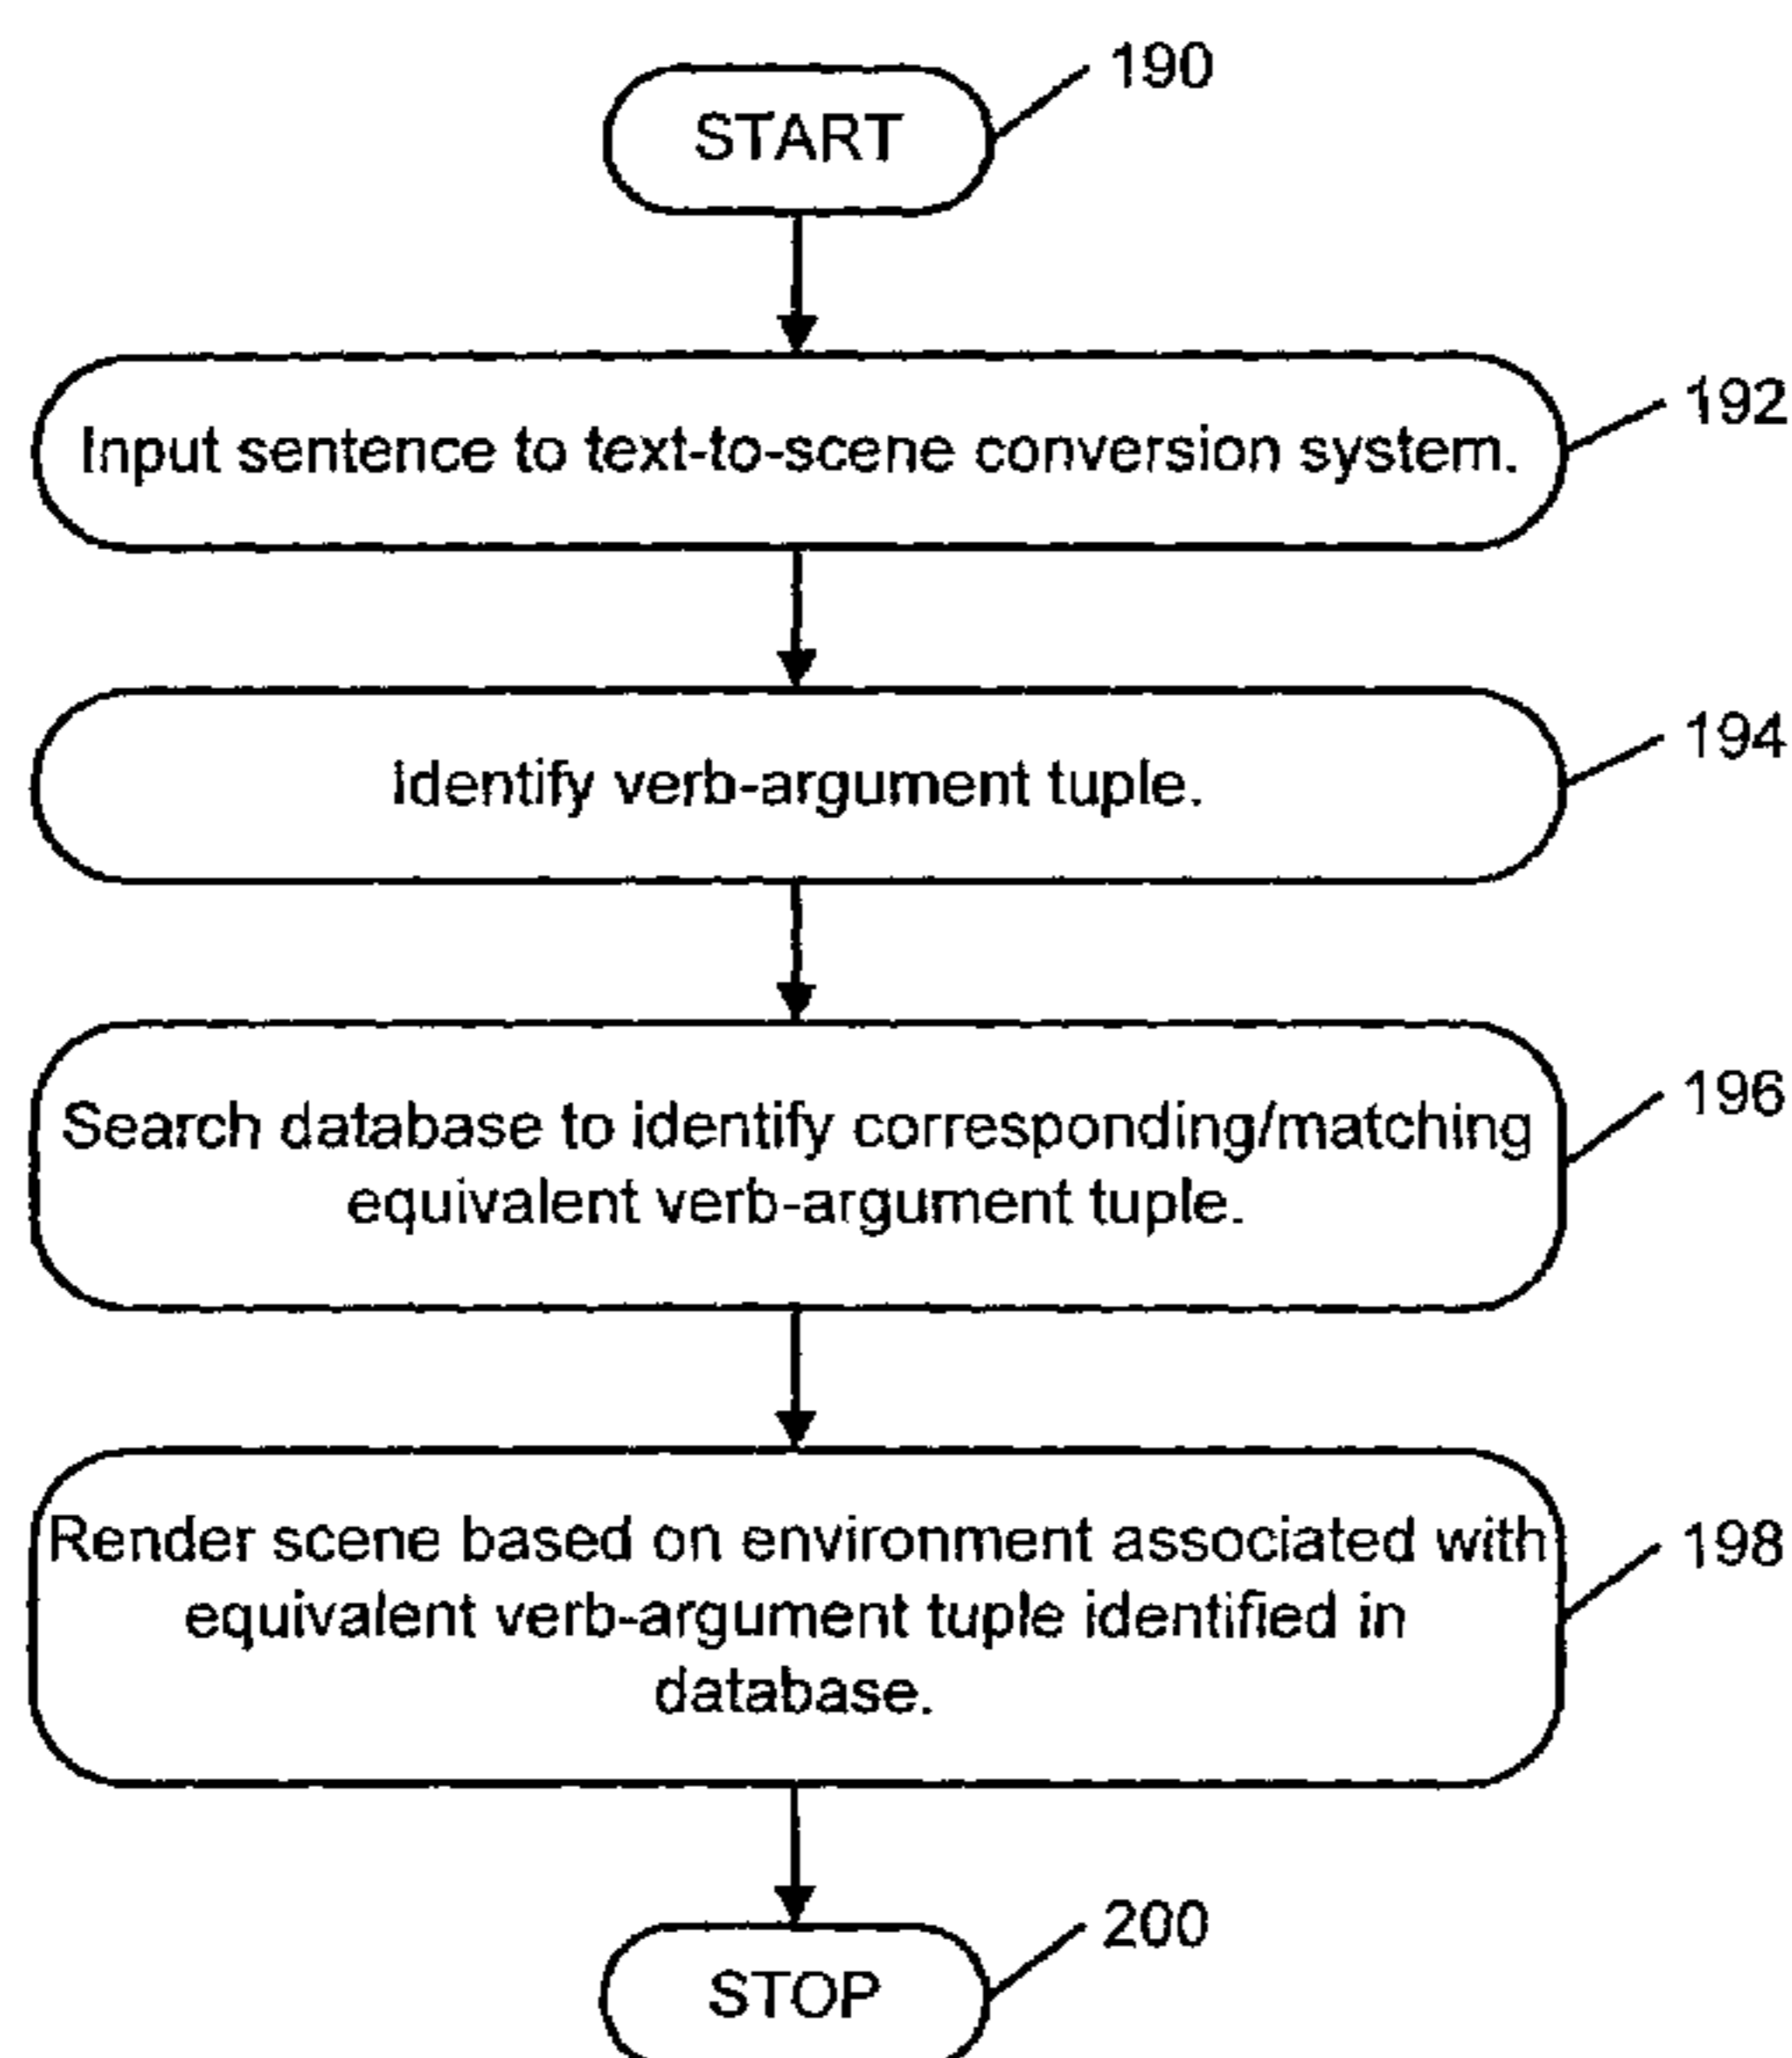 190
START
192
Input sentence to text-to-scene conversion system.
194
Identify verb-argument tuple.
196
Search database to identify corresponding/matching
equivalent verb-argument tuple.
198
Render scene based on environment associated with
equivalent verb-argument tuple identified in
database.
200
STOP